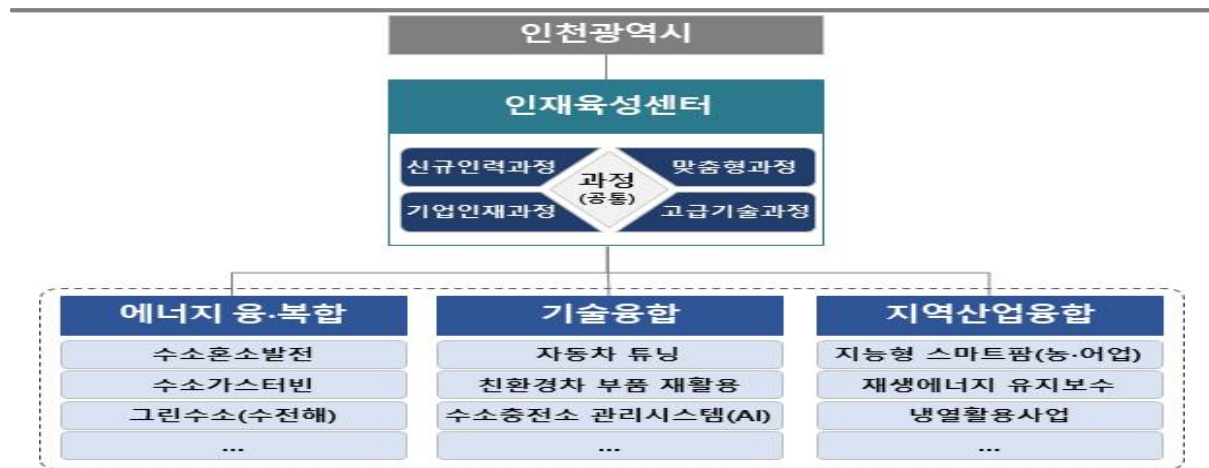 인천광역시
인재육성센터
신규인력과정
맞춤형과정
과정
(공통)
기업인재과정
고급기술과정
에너지 융·복합
수소혼소발전
수소가스터빈
그린수소(수전해)
...
기술융합
자동차 튜닝
친환경차 부품 재활용
수소충전소 관리시스템(AI)
...
지역산업융합
지능형 스마트팜(농·어업)
재생에너지 유지보수
냉열활용사업
...